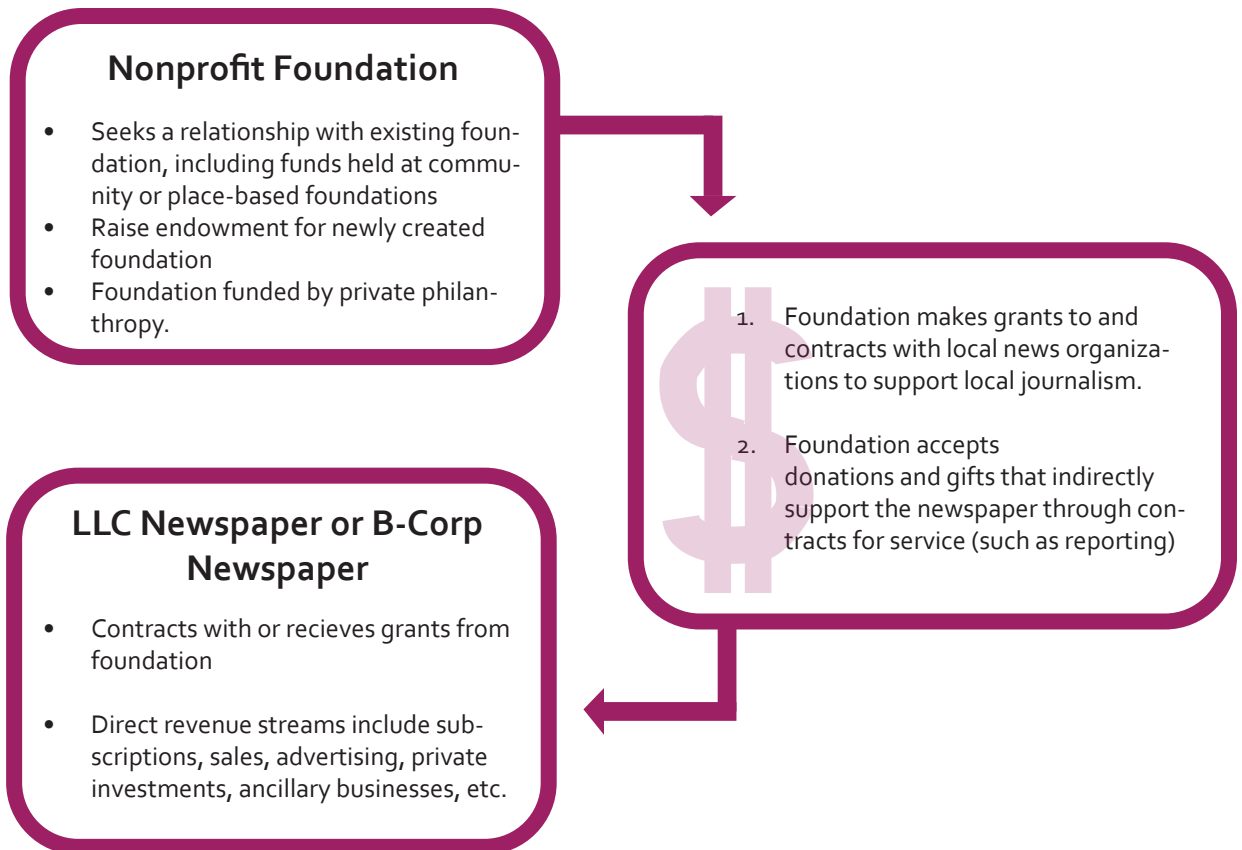 Nonprofit Foundation
• Seeks a relationship with existing foun-
dation, including funds held at commu-
nity or place-based foundations
• Raise endowment for newly created
foundation
• Foundation funded by private philan-
thropy.
1. Foundation makes grants to and
contracts with local news organiza-
tions to support local journalism.
2. Foundation accepts
donations and gifts that indirectly
support the newspaper through con-
tracts for service (such as reporting)
LLC Newspaper or B-Corp
Newspaper
• Contracts with or recieves grants from
foundation
• Direct revenue streams include sub-
scriptions, sales, advertising, private
investments, ancillary businesses, etc.